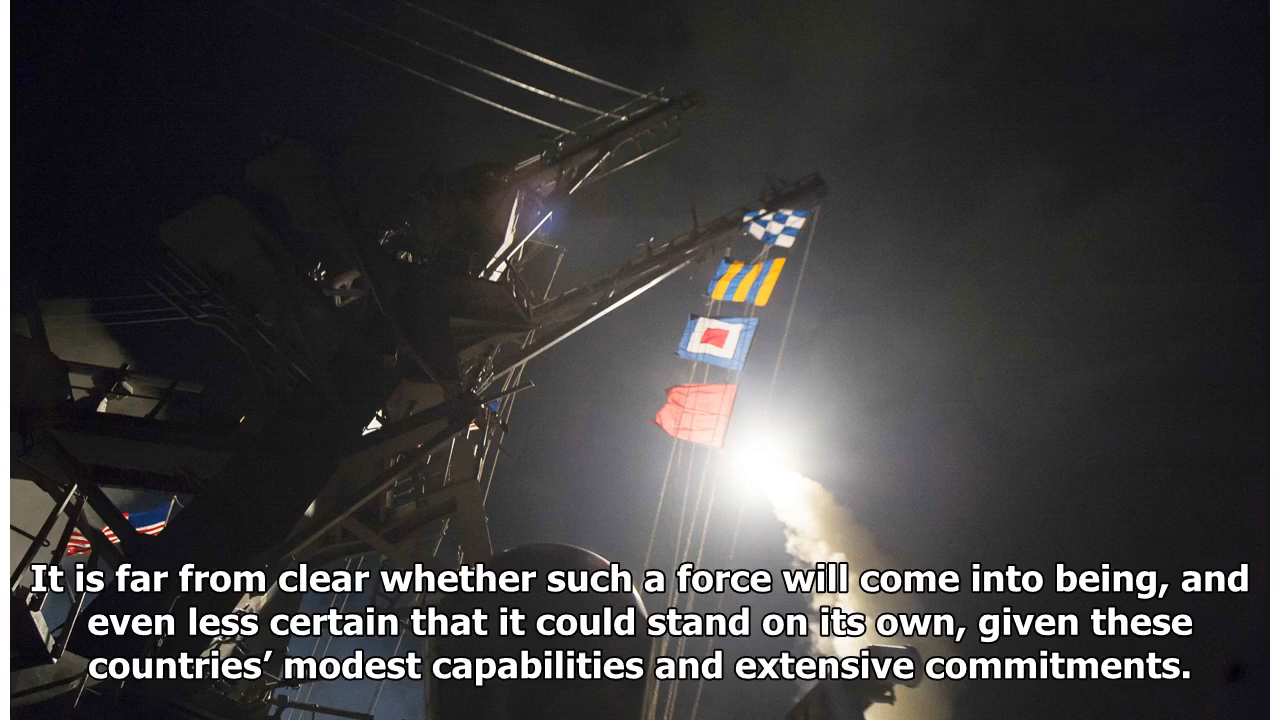 It is far from clear whether such a force will come into being, and
even less certain that it could stand on its own, given these
countries’ modest capabilities and extensive commitments.